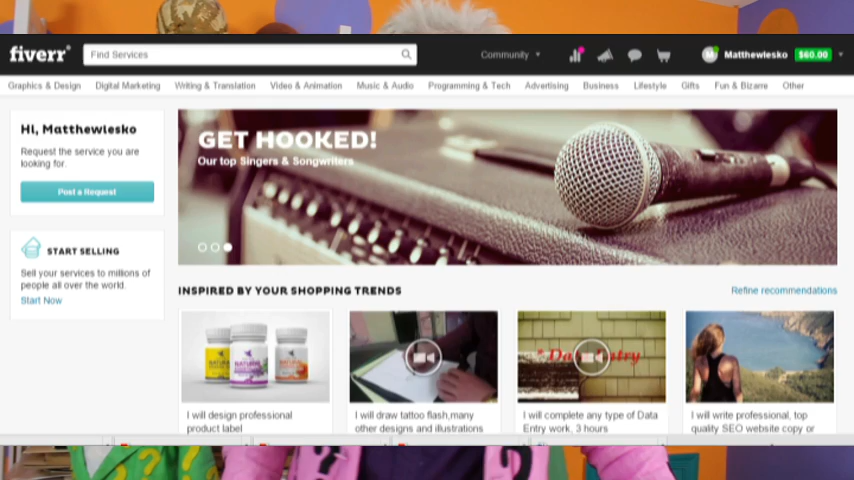 fiverr®
Find Services
Community
M
Matthewlesko
$60.00
Graphics & Design
Digital Marketing
Writing & Translation
Video & Animation
Music & Audio
Programming & Tech
Advertising
Business
Lifestyle
Gifts
Fun & Bizarre
Other
Hi, Matthewlesko
Request the service you are
looking for.
Post a Request
START SELLING
Sell your services to millions of
people all over the world.
Start Now
GET HOOKED!
Our top Singers & Songwriters
INSPIRED BY YOUR SHOPPING TRENDS
Refine recommendations
NATURA
I will design professional
product label
I will draw tattoo flash,many
other designs and illustrations
I will complete any type of Data
Entry work, 3 hours
I will write professional, top
quality SEO website copy or
? ? ? ?